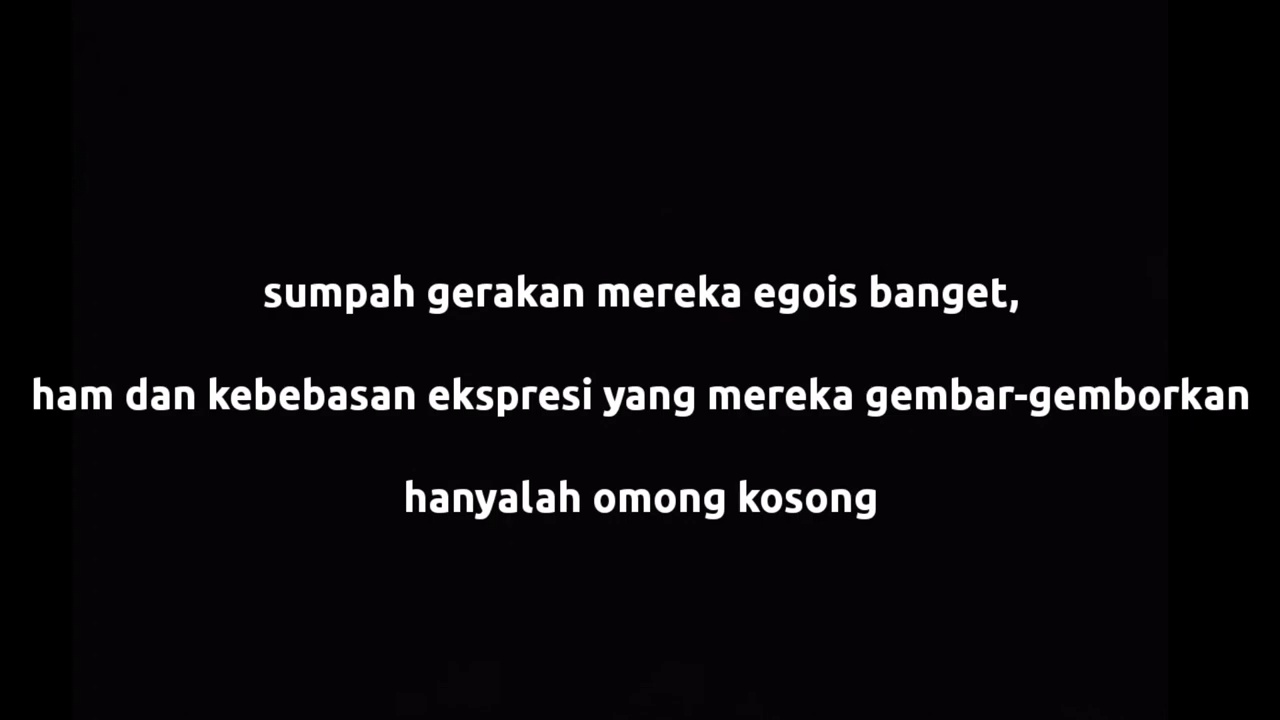 sumpah gerakan mereka egois banget,
ham dan kebebasan ekspresi yang mereka gembar-gemborkan
hanyalah omong kosong